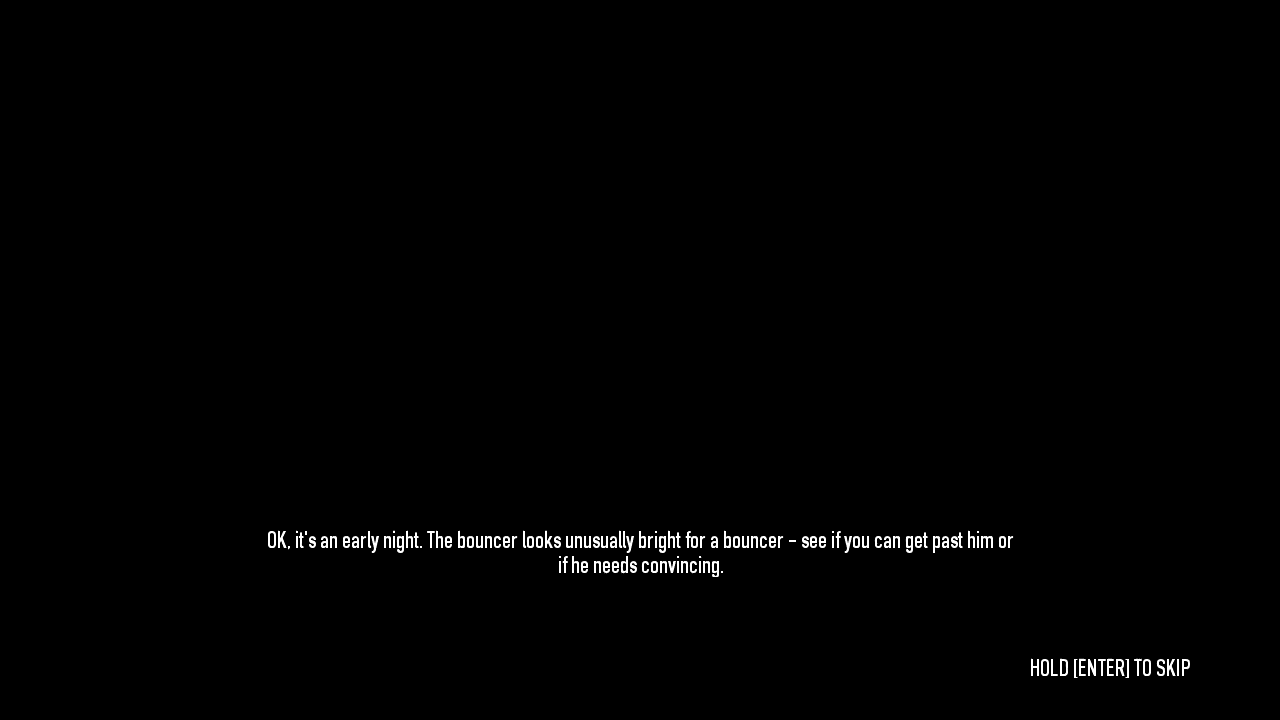 OK, it's an early night. The bouncer looks unusually bright for a bouncer - see if you can get past him or
if he needs convincing.
HOLD [ENTER] TO SKIP